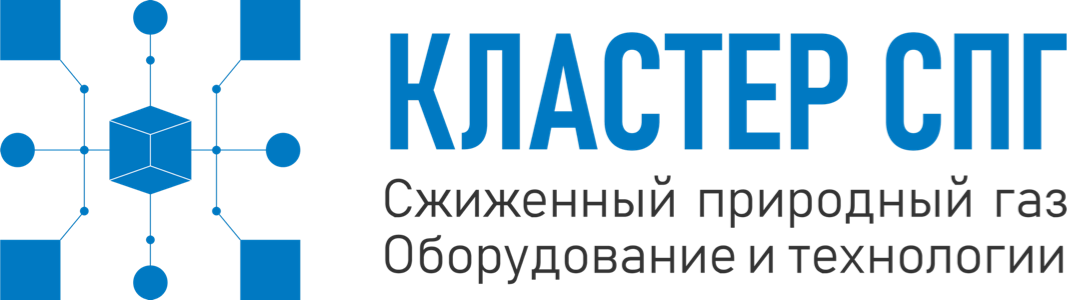 КЛАСТЕР СПГ
Сжиженный природный газ
Оборудование и технологии